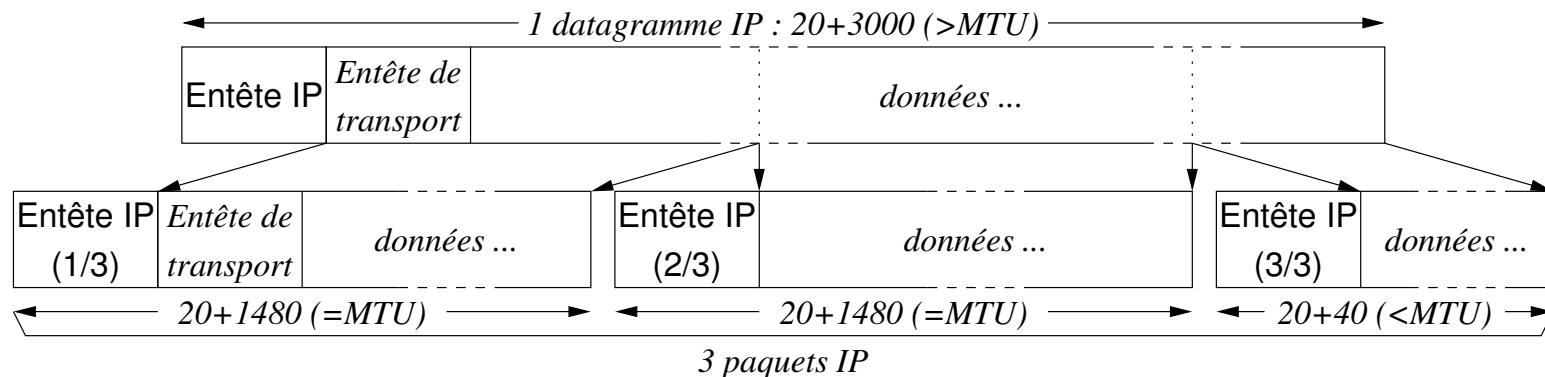 1 datagramme IP : 20+3000 (>MTU)
Entête IP
Entête de
transport
données ...
Entête IP
(1/3)
Entête de
transport
données ...
Entête IP
(2/3)
données ...
Entête IP
(3/3)
données ...
20+1480 (=MTU)
20+1480 (=MTU)
20+40 (<MTU)
3 paquets IP